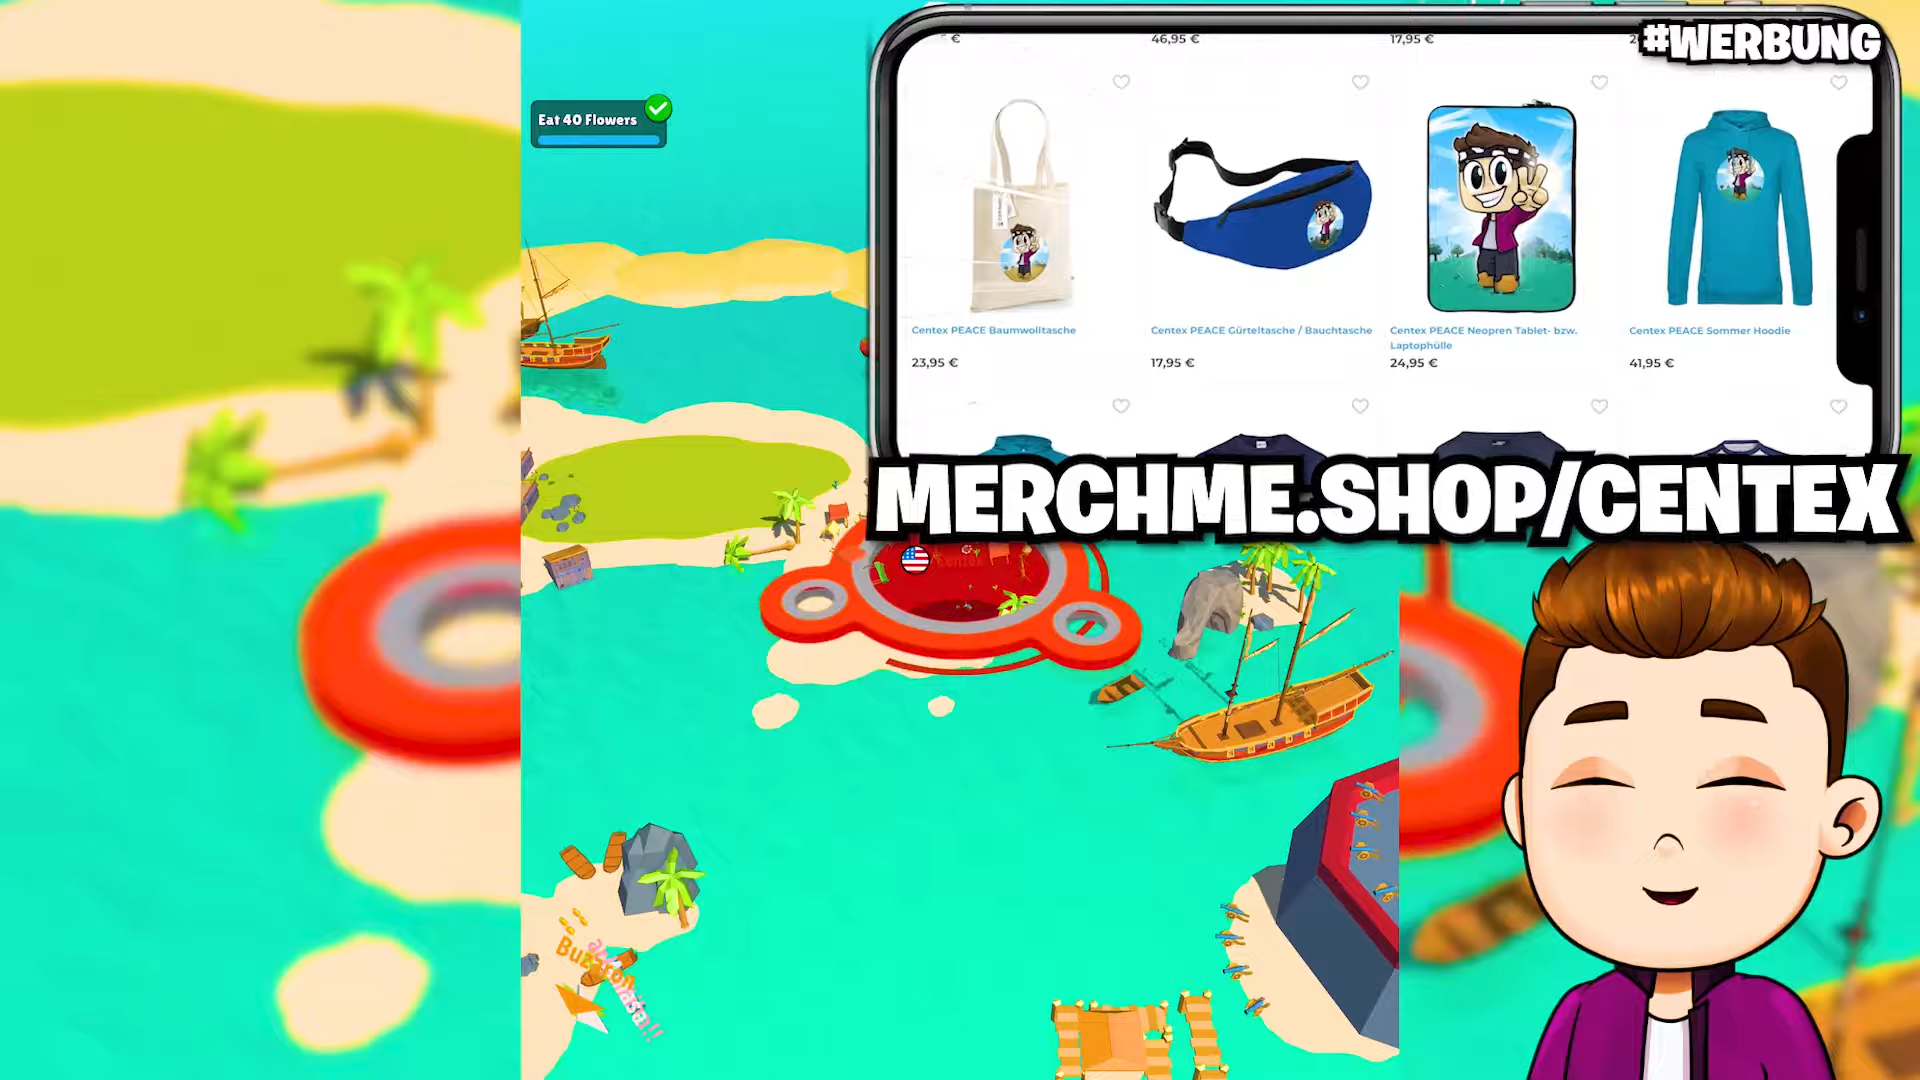 #WERBUNG
€
46,95 €
17,95 €
Eat 40 Flowers
Centex PEACE Baumwolltasche
23,95 €
Centex PEACE Gürteltasche / Bauchtasche
17,95 €
Centex PEACE Neopren Tablet- bzw.
Laptophülle
24,95 €
Centex PEACE Sommer Hoodie
41,95 €
MERCHME.SHOP/CENTEX
Centex